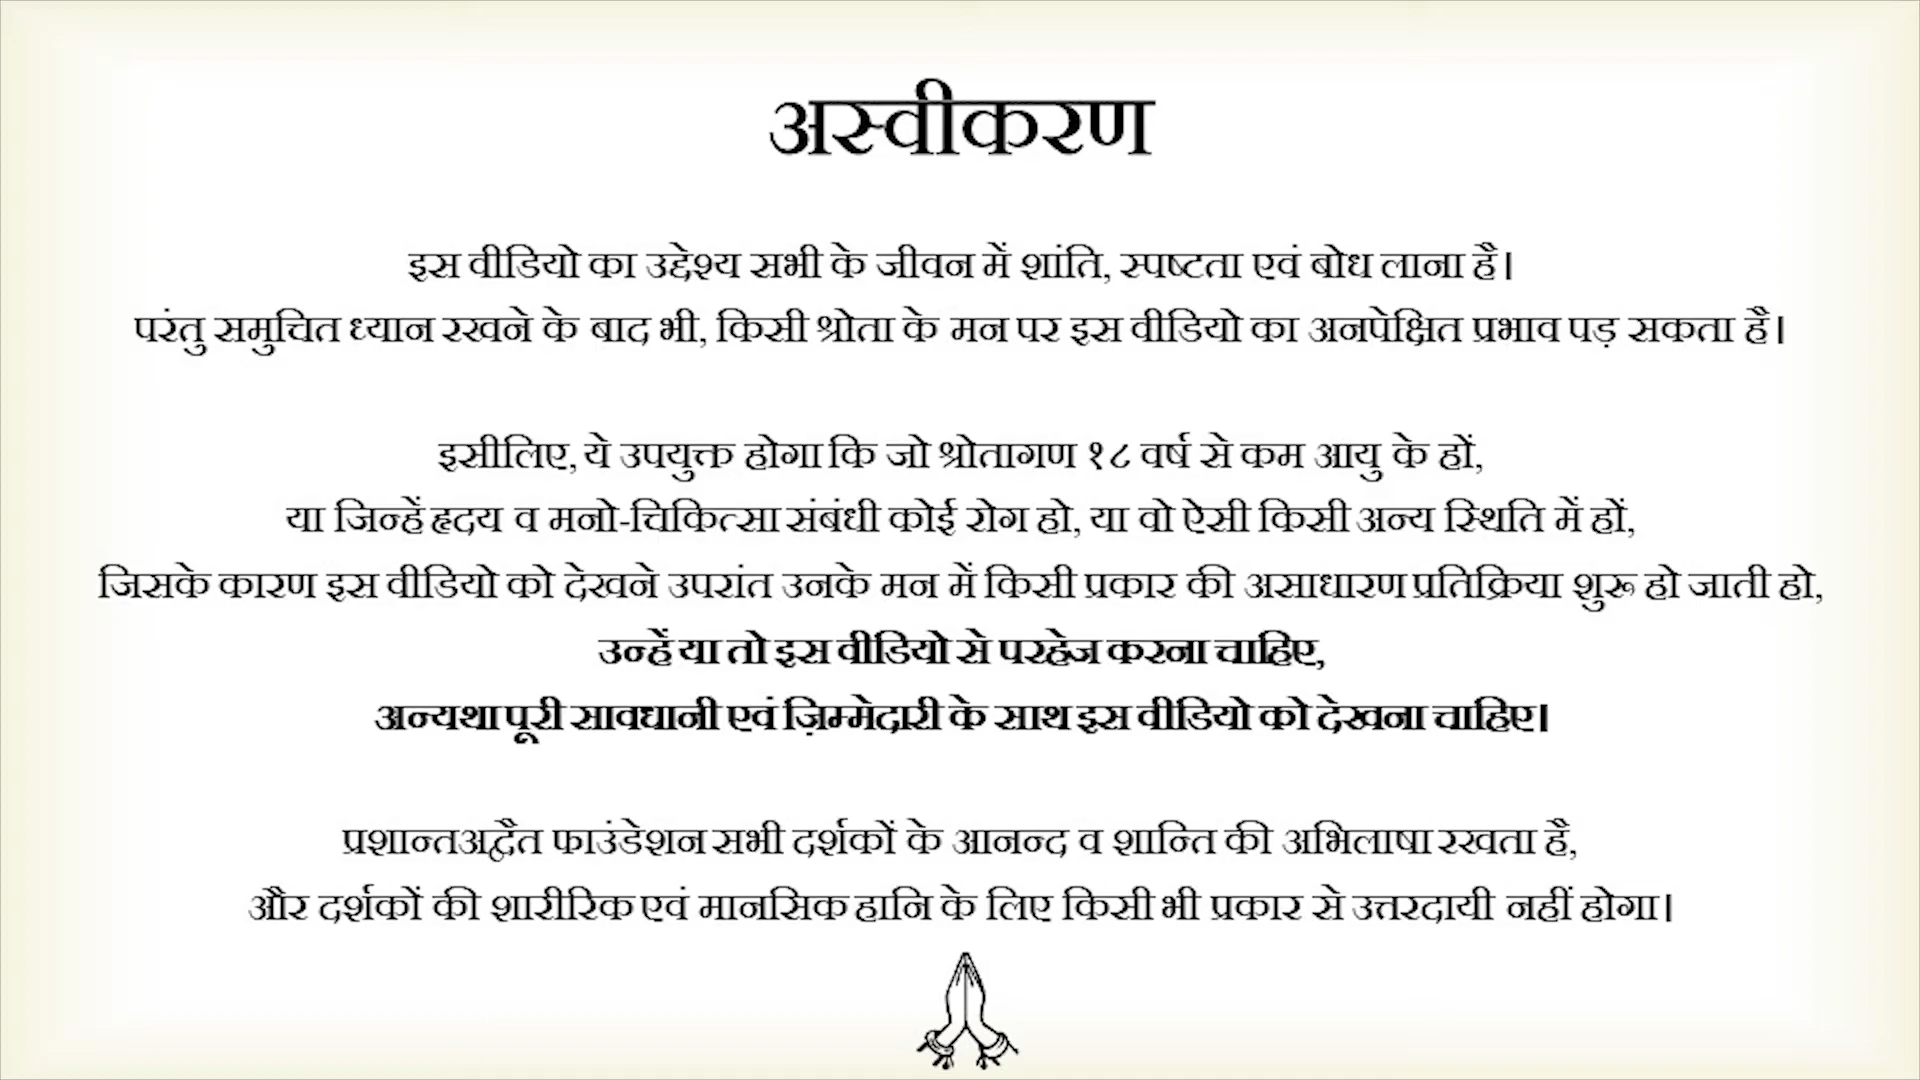 अस्वीकरण
इस वीडियो का उद्देश्य सभी के जीवन में शांति, स्पष्टता एवं बोध लाना है।
परंतु समुचित ध्यान रखने के बाद भी, किसी श्रोता के मन पर इस वीडियो का अनपेक्षित प्रभाव पड़ सकता है।
इसीलिए, ये उपयुक्त होगा कि जो श्रोतागण १८ वर्ष से कम आयु के हों,
या जिन्हें हृदय व मनो-चिकित्सा संबंधी कोई रोग हो, या वो ऐसी किसी अन्य स्थिति में हों,
जिसके कारण इस वीडियो को देखने उपरांत उनके मन में किसी प्रकार की असाधारण प्रतिक्रिया शुरू हो जाती हो,
उन्हें या तो इस वीडियो से परहेज करना चाहिए,
अन्यथा पूरी सावधानी एवं ज़िम्मेदारी के साथ इस वीडियो को देखना चाहिए।
प्रशान्तअद्वैत फाउंडेशन सभी दर्शकों के आनन्द व शान्ति की अभिलाषा रखता है,
और दर्शकों की शारीरिक एवं मानसिक हानि के लिए किसी भी प्रकार से उत्तरदायी नहीं होगा।